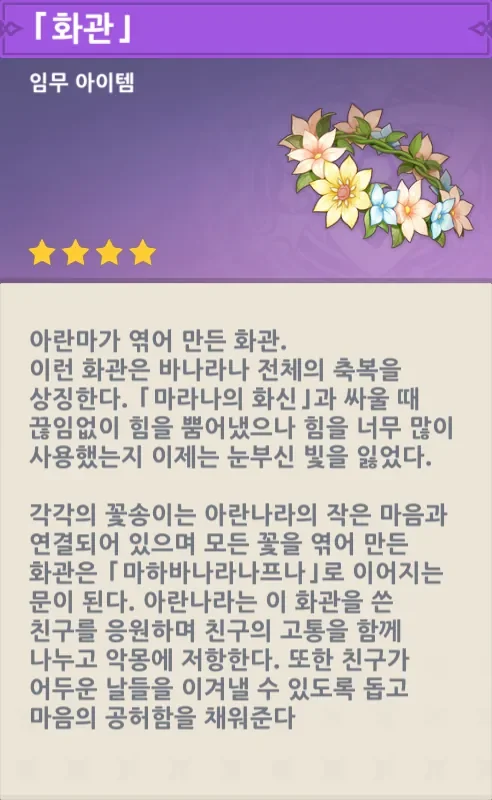 「화관」
임무 아이템
아란마가 엮어 만든 화관.
이런 화관은 바나라나 전체의 축복을
상징한다. 「마라나의 화신」과 싸울 때
끊임없이 힘을 뿜어냈으나 힘을 너무 많이
사용했는지 이제는 눈부신 빛을 잃었다.
각각의 꽃송이는 아란나라의 작은 마음과
연결되어 있으며 모든 꽃을 엮어 만든
화관은 「마하바나라나프나」로 이어지는
문이 된다. 아란나라는 이 화관을 쓴
친구를 응원하며 친구의 고통을 함께
나누고 악몽에 저항한다. 또한 친구가
어두운 날들을 이겨낼 수 있도록 돕고
마음의 공허함을 채워준다